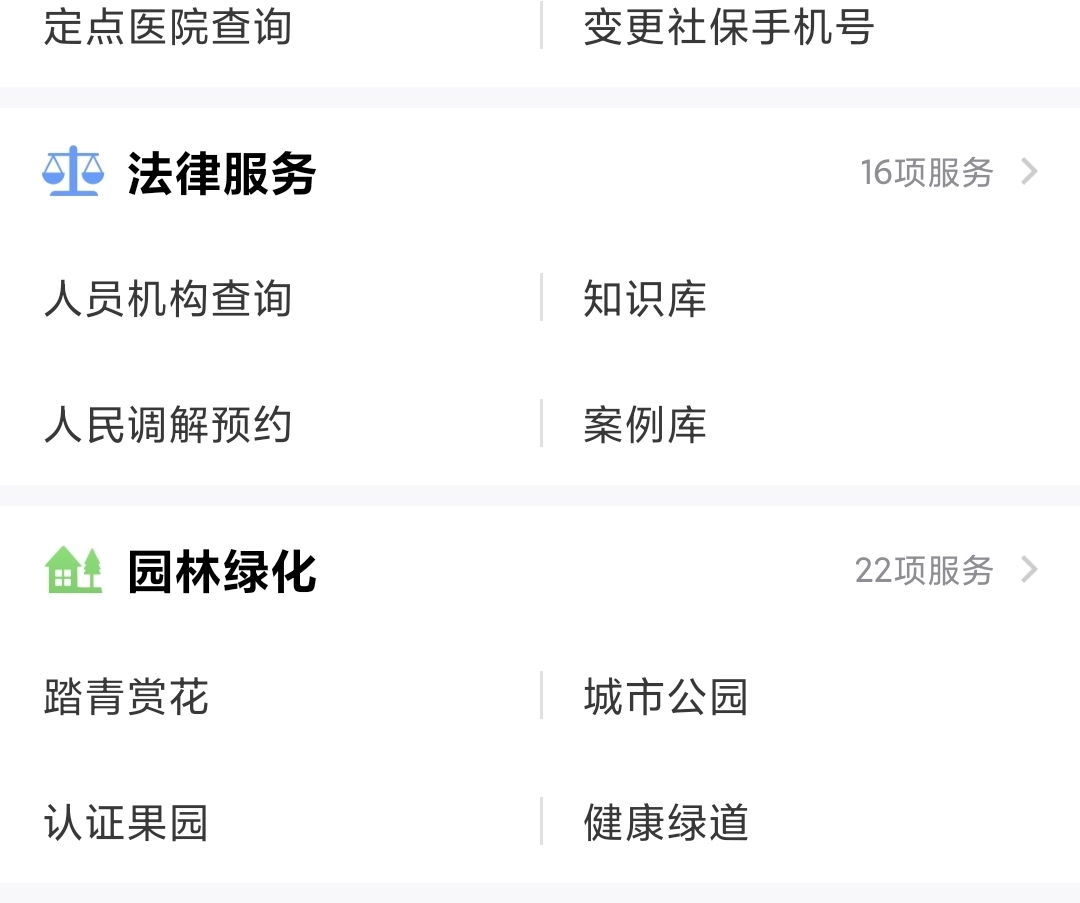 定点医院查询 变更社保手机号
法律服务 16项服务
人员机构查询 知识库
人民调解预约 案例库
园林绿化 22项服务
踏青赏花 城市公园
认证果园 健康绿道